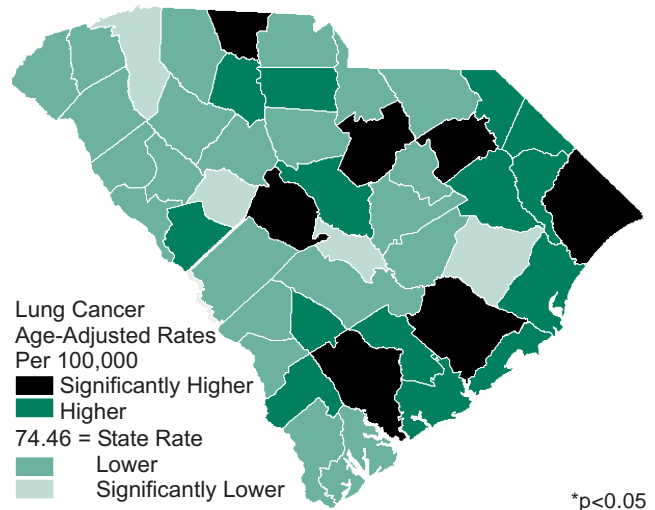 Lung Cancer
Age-Adjusted Rates
Per 100,000
Significantly Higher
Higher
74.46 = State Rate
Lower
Significantly Lower
*p<0.05